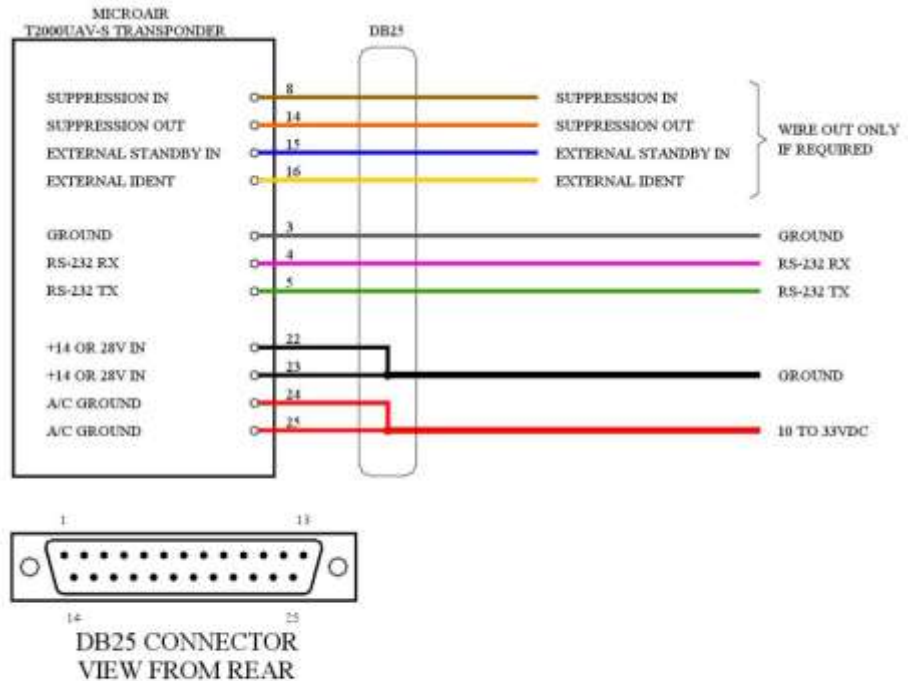 MICROAIR
T2000UAV-S TRANSPONDER
DB25
SUPPRESSION IN 8 SUPPRESSION IN
SUPPRESSION OUT 14 SUPPRESSION OUT
EXTERNAL STANDBY IN 15 EXTERNAL STANDBY IN
EXTERNAL IDENT 16 EXTERNAL IDENT
WIRE OUT ONLY
IF REQUIRED
GROUND 3 GROUND
RS-232 RX 4 RS-232 RX
RS-232 TX 5 RS-232 TX
+14 OR 28V IN 22
+14 OR 28V IN 23 GROUND
A/C GROUND 24
A/C GROUND 25 10 TO 33VDC
1 13
14 25
DB25 CONNECTOR
VIEW FROM REAR